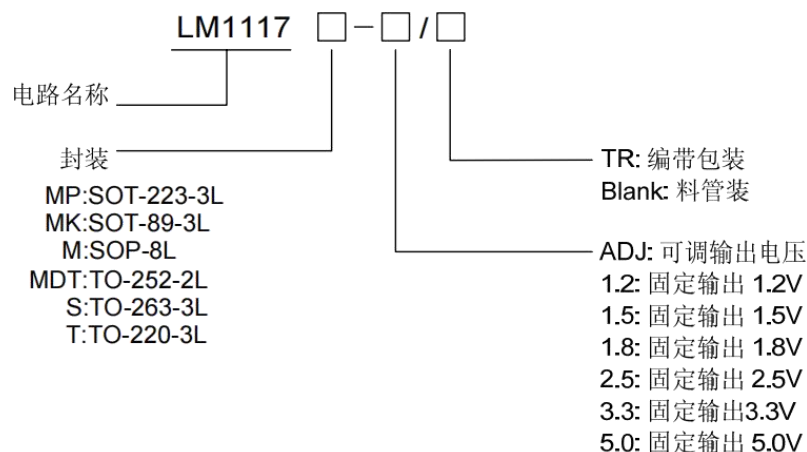 LM1117 □－□/□
电路名称
封装
MP:SOT-223-3L
MK:SOT-89-3L
M:SOP-8L
MDT:TO-252-2L
S:TO-263-3L
T:TO-220-3L
TR: 编带包装
Blank: 料管装
ADJ: 可调输出电压
1.2: 固定输出 1.2V
1.5: 固定输出 1.5V
1.8: 固定输出 1.8V
2.5: 固定输出 2.5V
3.3: 固定输出3.3V
5.0: 固定输出 5.0V